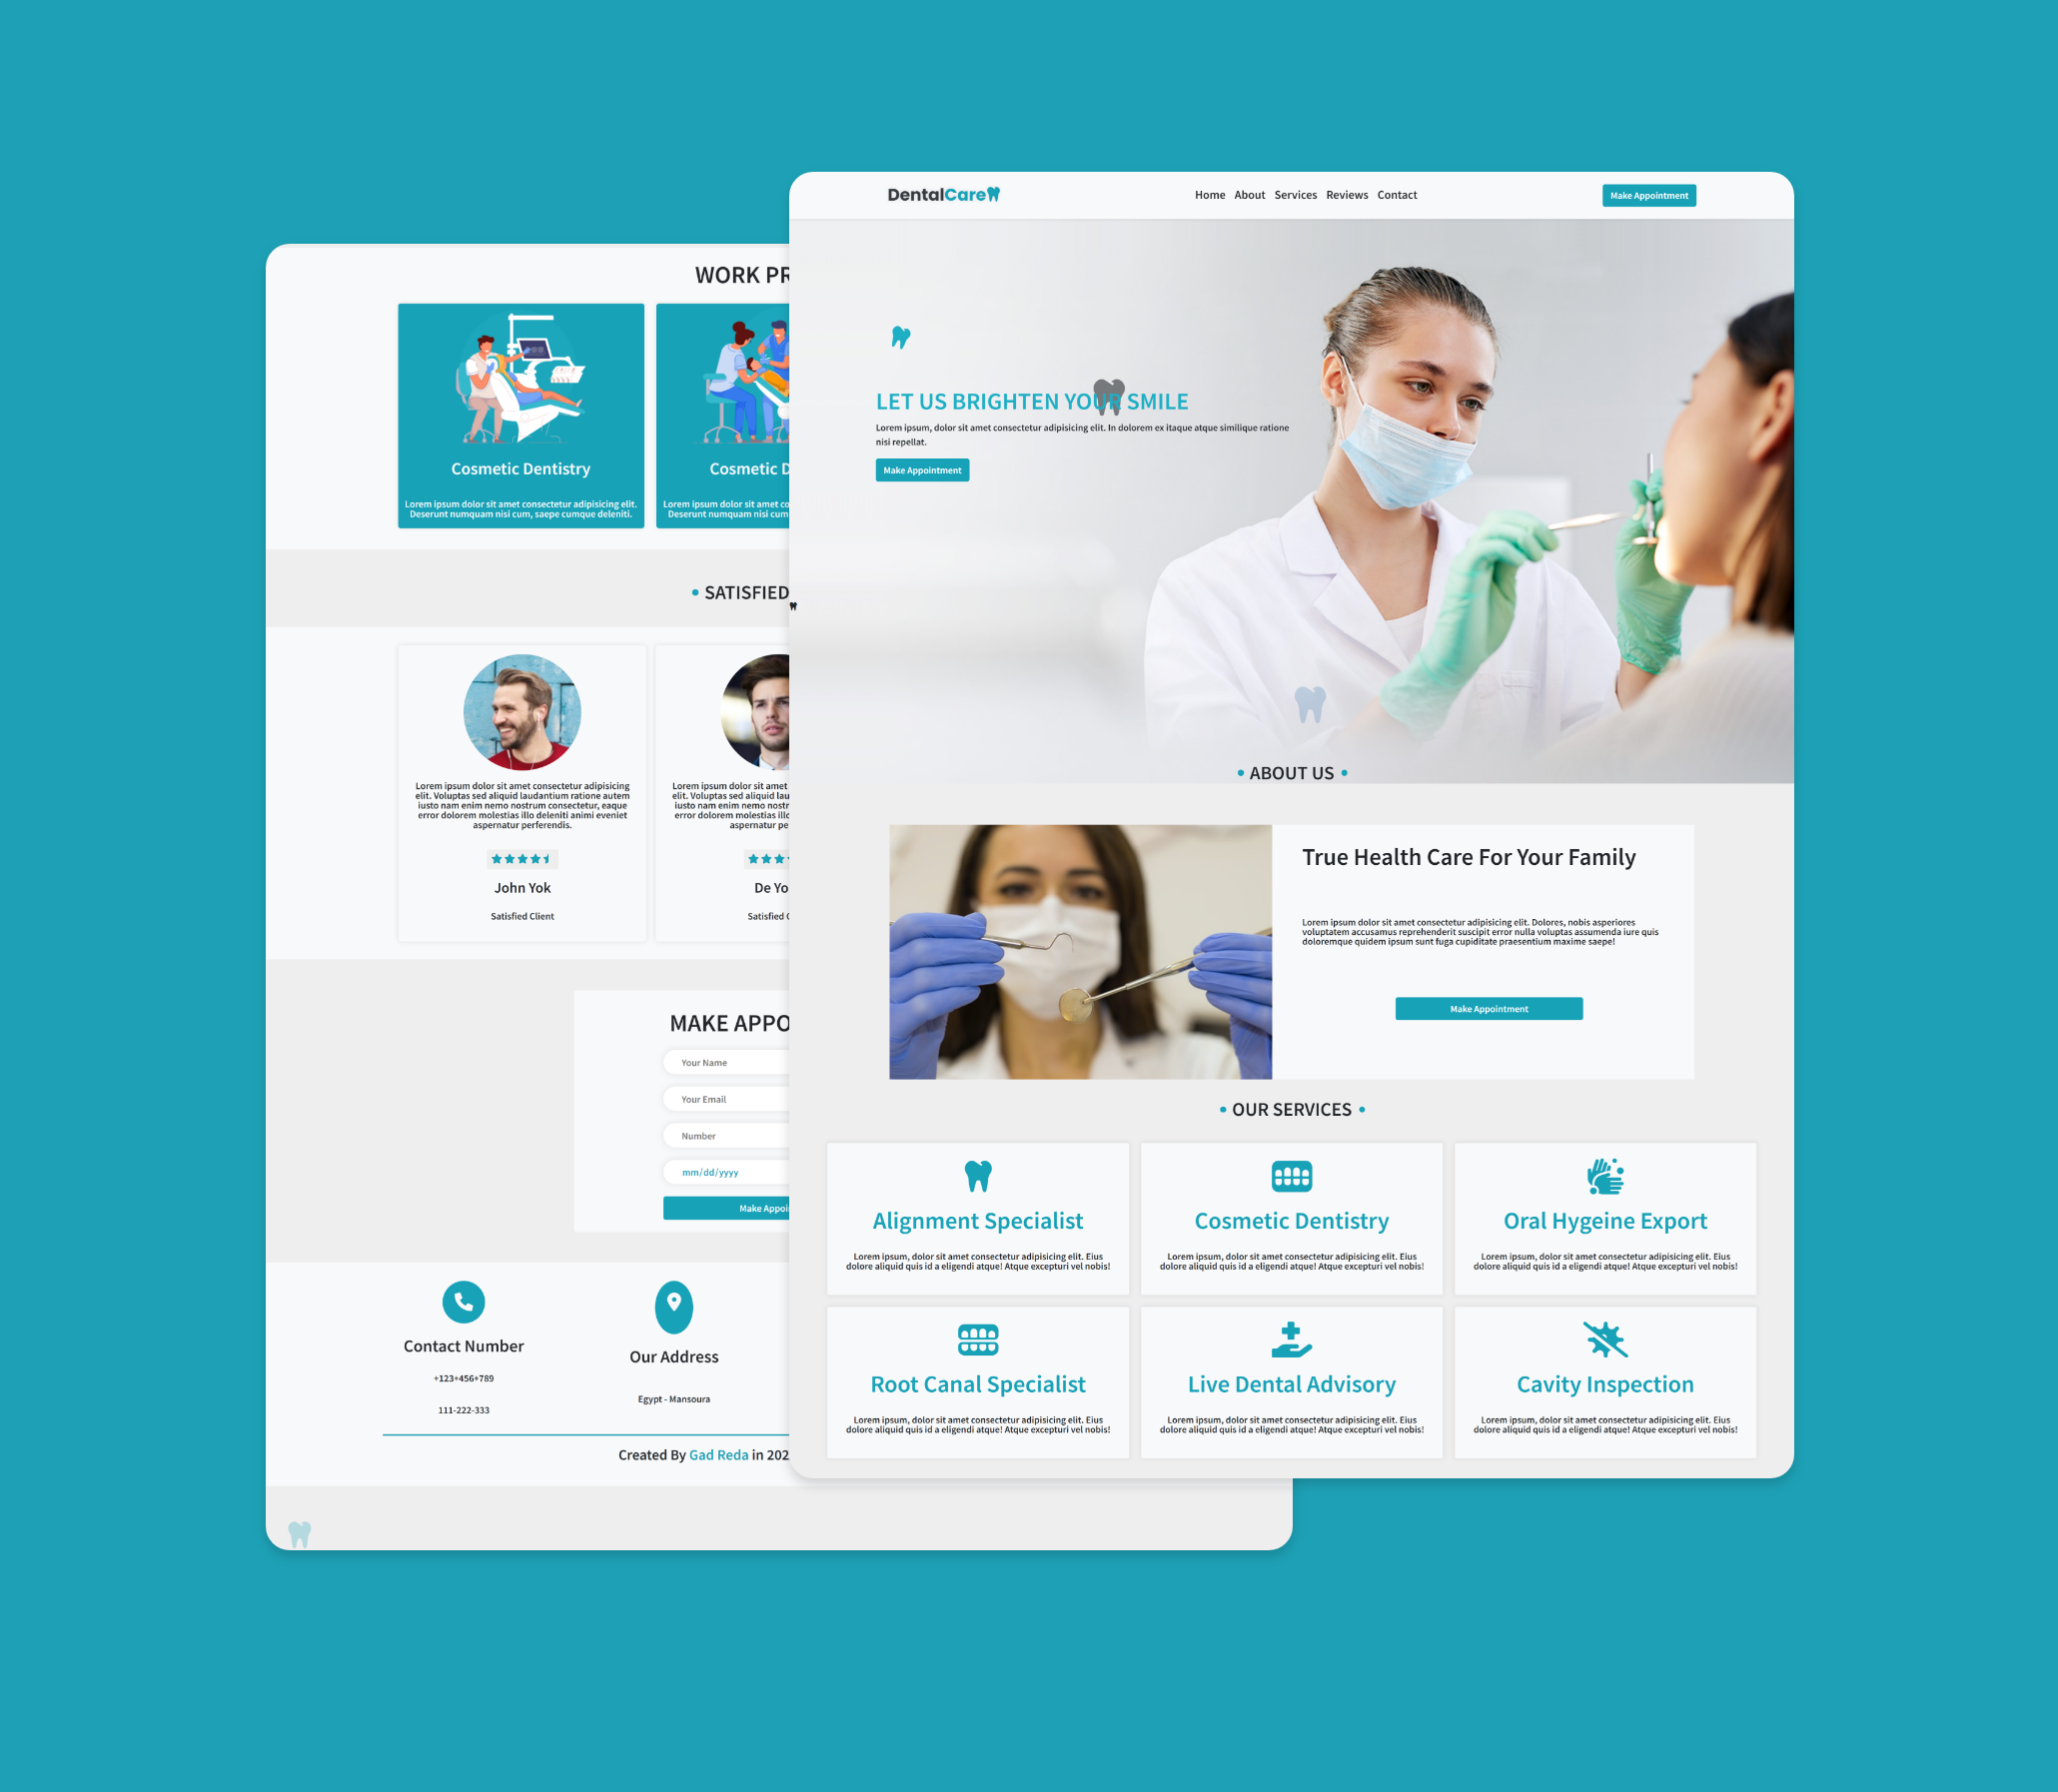 DentalCare
Home About Services Reviews Contact
Make Appointment
LET US BRIGHTEN YOUR SMILE
Lorem ipsum, dolor sit amet consectetur adipisicing elit. In dolorem ex itaque atque similique ratione
nisi repellat.
Make Appointment
ABOUT US
True Health Care For Your Family
Lorem ipsum dolor sit amet consectetur adipisicing elit. Dolores, nobis asperiores
voluptatem accusamus reprehenderit suscipit error nulla voluptas assumenda iure quis
doloremque quidem ipsum sunt fuga cupiditate praesentium maxime saepe!
Make Appointment
OUR SERVICES
Alignment Specialist
Lorem ipsum, dolor sit amet consectetur adipisicing elit. Eius
dolore aliquid quis id a eligendi atque! Atque excepturi vel nobis!
Cosmetic Dentistry
Lorem ipsum, dolor sit amet consectetur adipisicing elit. Eius
dolore aliquid quis id a eligendi atque! Atque excepturi vel nobis!
Oral Hygeine Export
Lorem ipsum, dolor sit amet consectetur adipisicing elit. Eius
dolore aliquid quis id a eligendi atque! Atque excepturi vel nobis!
Root Canal Specialist
Lorem ipsum, dolor sit amet consectetur adipisicing elit. Eius
dolore aliquid quis id a eligendi atque! Atque excepturi vel nobis!
Live Dental Advisory
Lorem ipsum, dolor sit amet consectetur adipisicing elit. Eius
dolore aliquid quis id a eligendi atque! Atque excepturi vel nobis!
Cavity Inspection
Lorem ipsum, dolor sit amet consectetur adipisicing elit. Eius
dolore aliquid quis id a eligendi atque! Atque excepturi vel nobis!
WORK PR
Cosmetic Dentistry
Lorem ipsum dolor sit amet consectetur adipisicing elit.
Deserunt numquam nisi cum, saepe cumque deleniti.
Cosmetic D
Lorem ipsum dolor sit amet co
Deserunt numquam nisi cum
SATISFIED
Lorem ipsum dolor sit amet consectetur adipisicing
elit. Voluptas sed aliquid laudantium ratione autem
iusto nam enim nemo nostrum consectetur, eaque
error dolorem molestias illo deleniti animi eveniet
aspernatur perferendis.
John Yok
Satisfied Client
Lorem ipsum dolor sit amet
elit. Voluptas sed aliquid lau
iusto nam enim nemo nostr
error dolorem molestias illo
aspernatur pe
De Yo
Satisfied C
MAKE APPO
Your Name
Your Email
Number
mm/dd/yyyy
Make Appoi
Contact Number
+123+456+789
111-222-333
Our Address
Egypt - Mansoura
Created By Gad Reda in 202